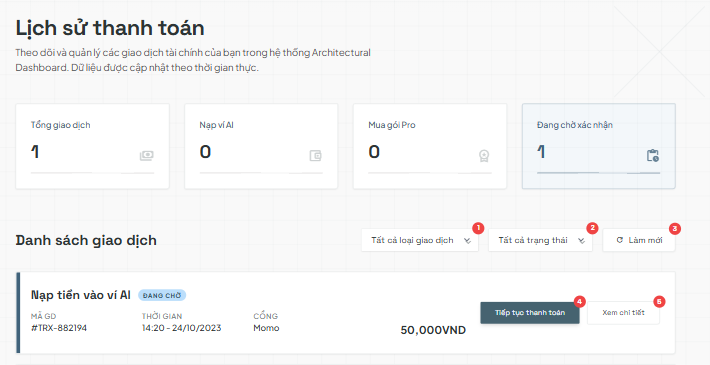 Lịch sử thanh toán
Theo dõi và quản lý các giao dịch tài chính của bạn trong hệ thống Architectural
Dashboard. Dữ liệu được cập nhật theo thời gian thực.
Tổng giao dịch
1
Nạp ví AI
0
Mua gói Pro
0
Đang chờ xác nhận
1
Danh sách giao dịch
Tất cả loại giao dịch 1
Tất cả trạng thái 2
Làm mới 3
Nạp tiền vào ví AI ĐANG CHỜ
MÃ GD THỜI GIAN CỔNG
#TRX-882194 14:20 - 24/10/2023 Momo
50,000VND
Tiếp tục thanh toán 4
Xem chi tiết 5